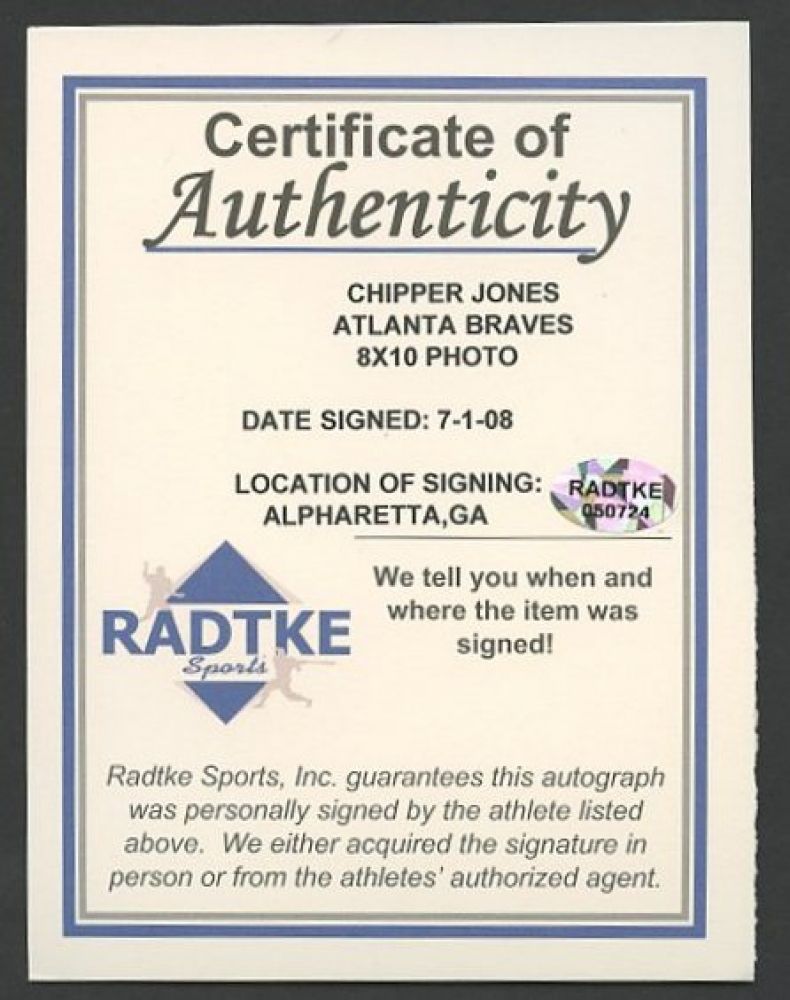 Certificate of
Authenticity
CHIPPER JONES
ATLANTA BRAVES
8X10 PHOTO
DATE SIGNED: 7-1-08
LOCATION OF SIGNING:
ALPHARETTA,GA
RADTKE
050724
RADTKE
Sports
We tell you when and
where the item was
signed!
Radtke Sports, Inc. guarantees this autograph
was personally signed by the athlete listed
above. We either acquired the signature in
person or from the athletes' authorized agent.